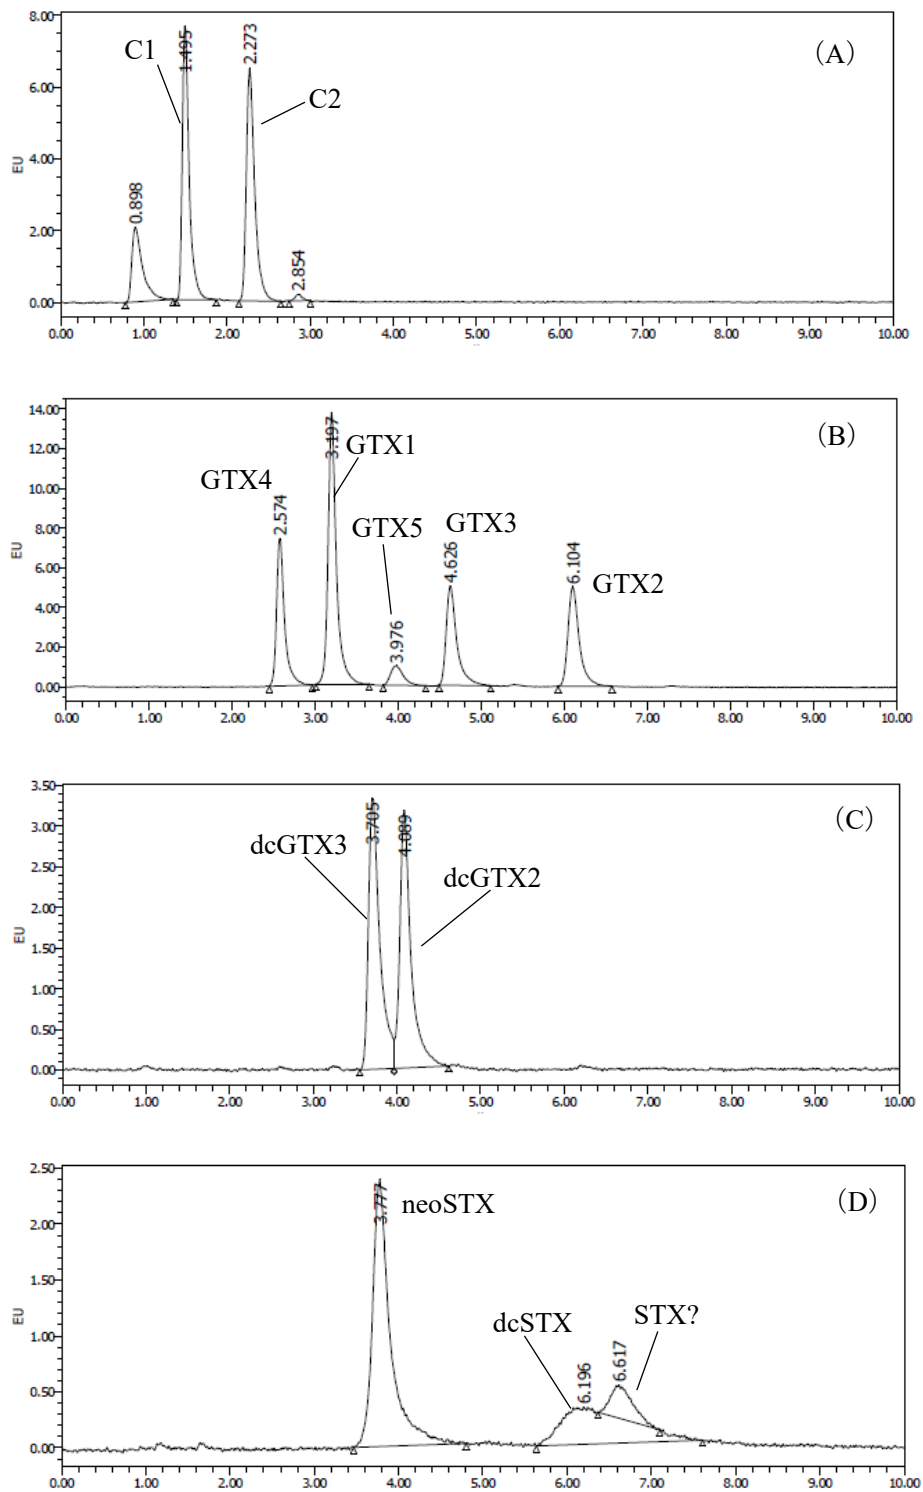 8.00
6.00
4.00
2.00
0.00
EU
C1
1.495
2.273
C2
0.898
2.854
(A)
0.00 1.00 2.00 3.00 4.00 5.00 6.00 7.00 8.00 9.00 10.00
14.00
12.00
10.00
8.00
6.00
4.00
2.00
0.00
EU
3.197
GTX1
(B)
GTX4
2.574
GTX5
3.976
GTX3
4.626
6.104
GTX2
0.00 1.00 2.00 3.00 4.00 5.00 6.00 7.00 8.00 9.00 10.00
3.50
3.00
2.50
2.00
1.50
1.00
0.50
0.00
EU
3.705
4.089
(C)
dcGTX3
dcGTX2
0.00 1.00 2.00 3.00 4.00 5.00 6.00 7.00 8.00 9.00 10.00
2.50
2.00
1.50
1.00
0.50
0.00
EU
3.777
neoSTX
(D)
dcSTX
STX?
6.196
6.617
0.00 1.00 2.00 3.00 4.00 5.00 6.00 7.00 8.00 9.00 10.00